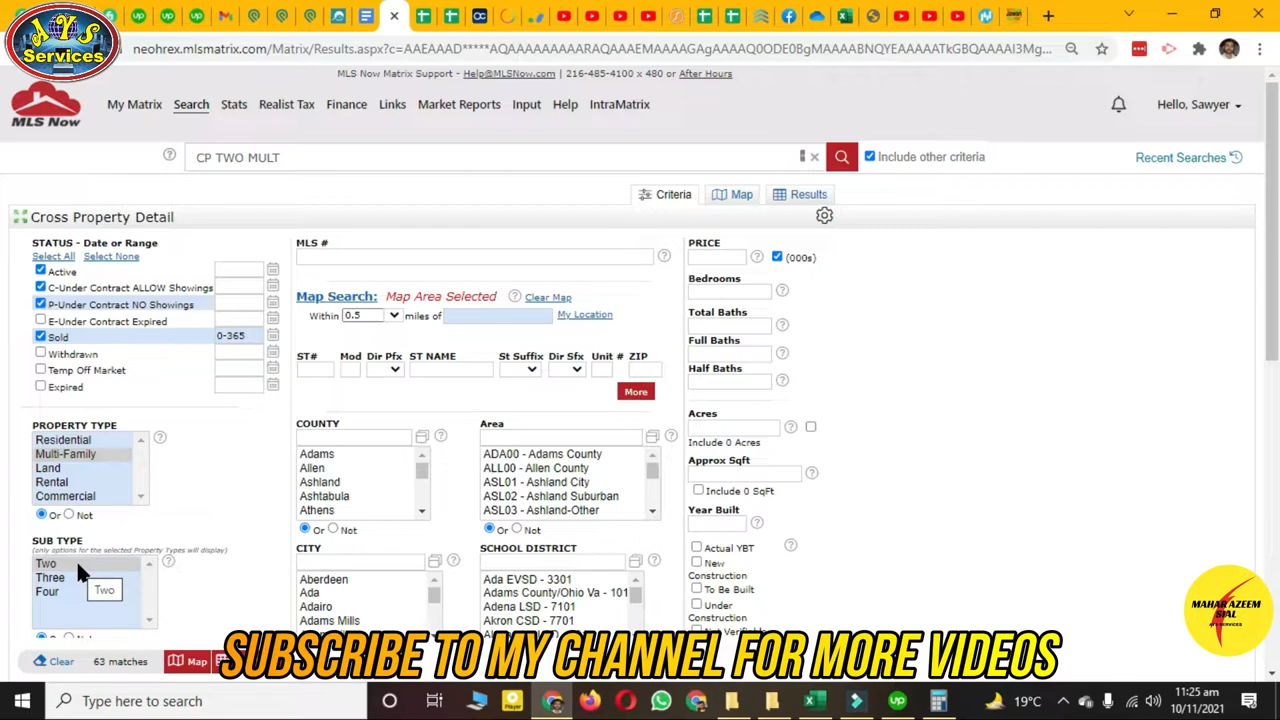 AYS
Services
neohrex.mlsmatrix.com/Matrix/Results.aspx?c=AAEAAAD*****AQAAAAAAAAARAQAAAEMAAAAGAgAAAAQ0ODE0BgMAAAABNQYEAAAAATkGBQAAAAI3Mg...
MLS Now Matrix Support - Help@MLSNow.com | 216-485-4100 x 480 or After Hours
MLS Now
My Matrix Search Stats Realist Tax Finance Links Market Reports Input Help IntraMatrix
Hello, Sawyer
CP TWO MULT
Include other criteria
Recent Searches
Criteria Map Results
Cross Property Detail
STATUS - Date or Range
Select All Select None
Active
C-Under Contract ALLOW Showings
P-Under Contract NO Showings
E-Under Contract Expired
Sold 0-365
Withdrawn
Temp Off Market
Expired
PROPERTY TYPE
Residential
Multi-Family
Land
Rental
Commercial
Or Not
SUB TYPE
(only options for the selected Property Types will display)
Two
Three
Four
Two
Clear 63 matches Map
MLS #
Map Search: Map Area Selected Clear Map
Within 0.5 miles of My Location
ST# Mod Dir Pfx ST NAME St Suffix Dir Sfx Unit # ZIP
More
COUNTY
Adams
Allen
Ashland
Ashtabula
Athens
Or Not
Area
ADA00 - Adams County
ALL00 - Allen County
ASL01 - Ashland City
ASL02 - Ashland Suburban
ASL03 - Ashland-Other
Or Not
CITY
Aberdeen
Ada
Adairo
Adams Mills
SCHOOL DISTRICT
Ada EVSD - 3301
Adams County/Ohio Va - 101
Adena LSD - 7101
Akron CSD - 7701
PRICE
(000s)
Bedrooms
Total Baths
Full Baths
Half Baths
Acres
Include 0 Acres
Approx Sqft
Include 0 SqFt
Year Built
Actual YBT
New
Construction
To Be Built
Under
Construction
MAHAR AZEEM
SIAL
AYS SERVICES
SUBSCRIBE TO MY CHANNEL FOR MORE VIDEOS
Type here to search
19°C
11:25 am
10/11/2021